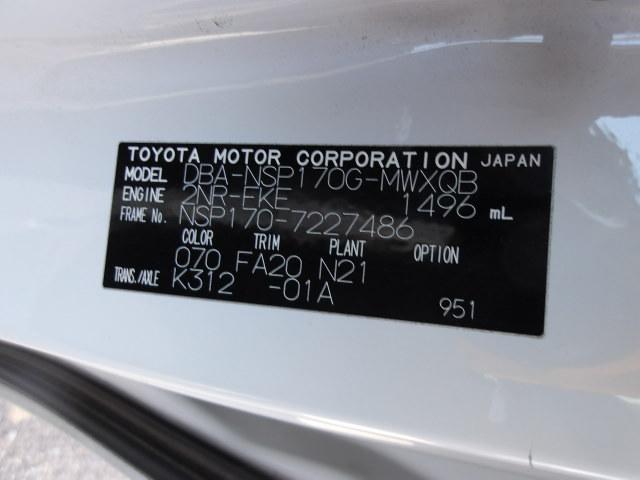 TOYOTA MOTOR CORPORATION JAPAN
MODEL DBA-NSP170G-MWXQB
ENGINE 2NR-FKE 1496 mL
FRAME No. NSP170-7227486
COLOR TRIM PLANT OPTION
070 FA20 N21
TRANS./AXLE K312 -01A
951